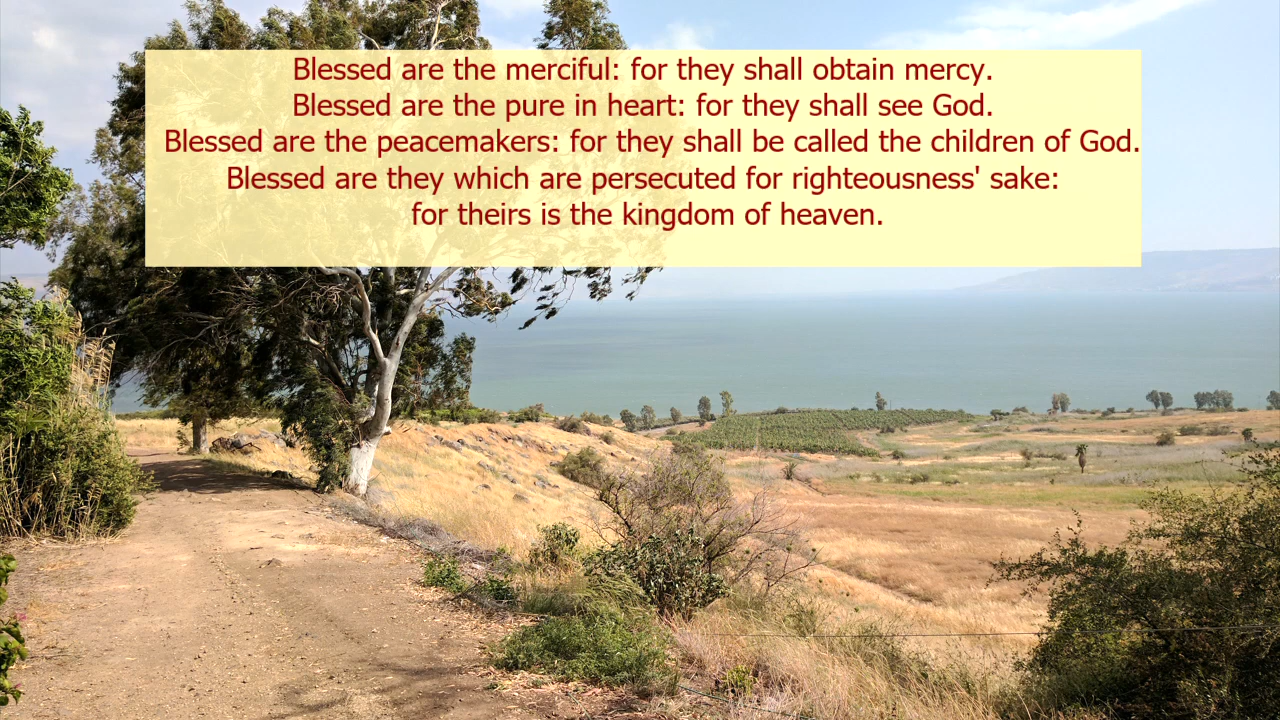 Blessed are the merciful: for they shall obtain mercy.
Blessed are the pure in heart: for they shall see God.
Blessed are the peacemakers: for they shall be called the children of God.
Blessed are they which are persecuted for righteousness' sake:
for theirs is the kingdom of heaven.